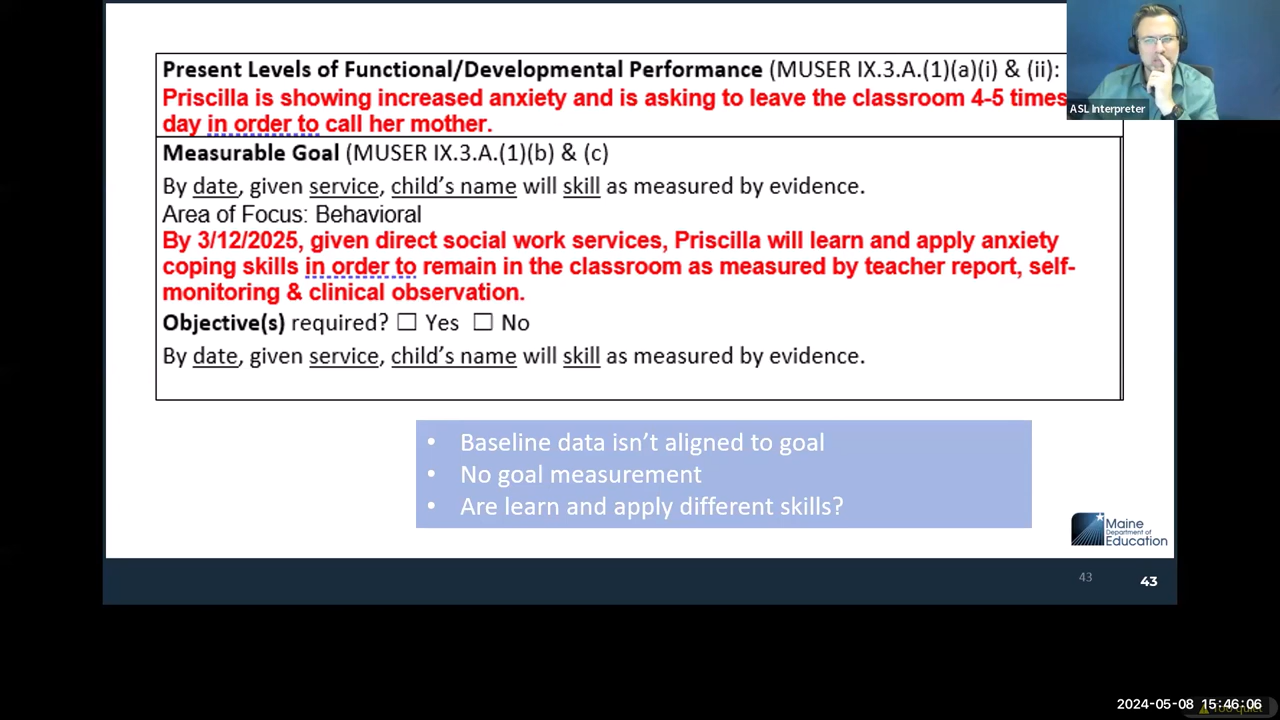 Present Levels of Functional/Developmental Performance (MUSER IX.3.A.(1)(a)(i) & (ii):
Priscilla is showing increased anxiety and is asking to leave the classroom 4-5 times
day in order to call her mother.
ASL Interpreter
Measurable Goal (MUSER IX.3.A.(1)(b) & (c)
By date, given service, child's name will skill as measured by evidence.
Area of Focus: Behavioral
By 3/12/2025, given direct social work services, Priscilla will learn and apply anxiety
coping skills in order to remain in the classroom as measured by teacher report, self-
monitoring & clinical observation.
Objective(s) required? ☐ Yes ☐ No
By date, given service, child's name will skill as measured by evidence.
• Baseline data isn't aligned to goal
• No goal measurement
• Are learn and apply different skills?
Maine
Department of
Education
43
43
2024-05-08 15:46:06